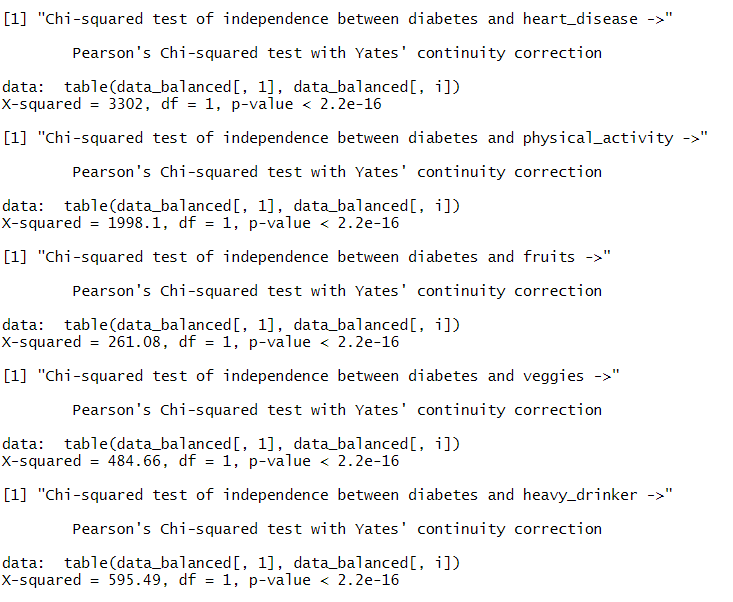 [1] "Chi-squared test of independence between diabetes and heart_disease ->"
Pearson's Chi-squared test with Yates' continuity correction
data:  table(data_balanced[, 1], data_balanced[, i])
X-squared = 3302, df = 1, p-value < 2.2e-16
[1] "Chi-squared test of independence between diabetes and physical_activity ->"
Pearson's Chi-squared test with Yates' continuity correction
data:  table(data_balanced[, 1], data_balanced[, i])
X-squared = 1998.1, df = 1, p-value < 2.2e-16
[1] "Chi-squared test of independence between diabetes and fruits ->"
Pearson's Chi-squared test with Yates' continuity correction
data:  table(data_balanced[, 1], data_balanced[, i])
X-squared = 261.08, df = 1, p-value < 2.2e-16
[1] "Chi-squared test of independence between diabetes and veggies ->"
Pearson's Chi-squared test with Yates' continuity correction
data:  table(data_balanced[, 1], data_balanced[, i])
X-squared = 484.66, df = 1, p-value < 2.2e-16
[1] "Chi-squared test of independence between diabetes and heavy_drinker ->"
Pearson's Chi-squared test with Yates' continuity correction
data:  table(data_balanced[, 1], data_balanced[, i])
X-squared = 595.49, df = 1, p-value < 2.2e-16